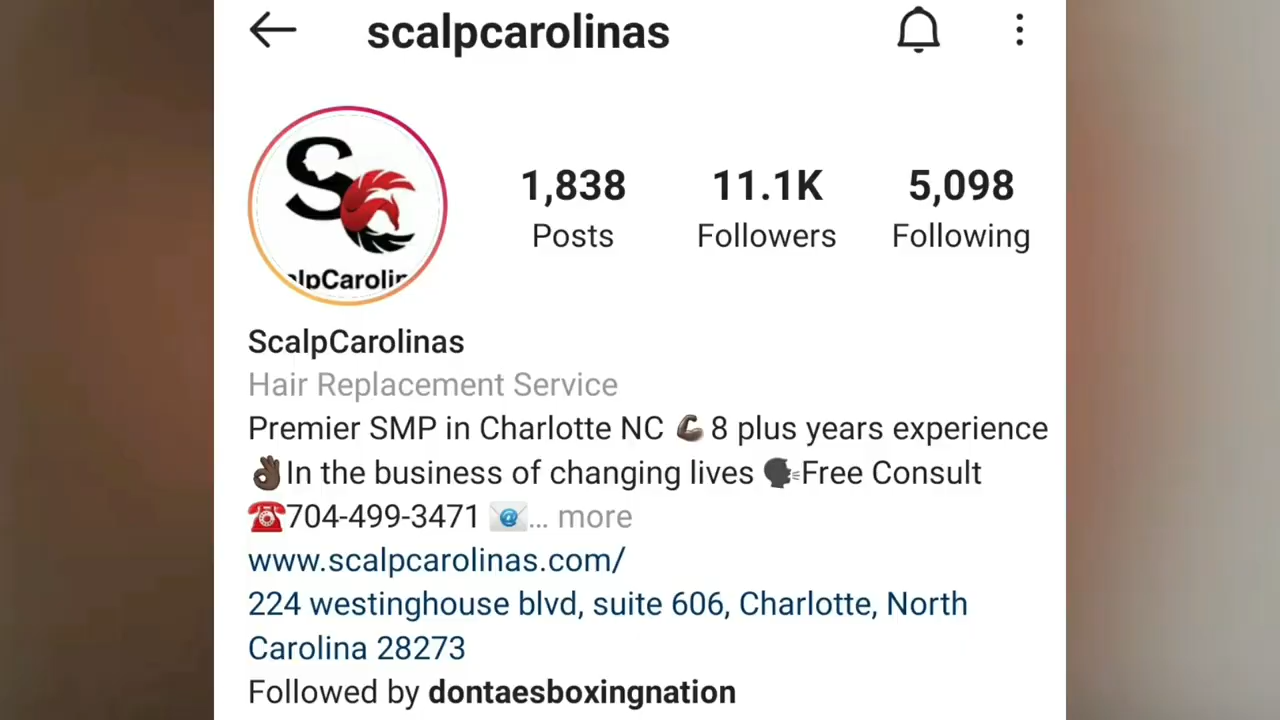 scalpcarolinas
Sc
alpCarolin
1,838 11.1K 5,098
Posts Followers Following
ScalpCarolinas
Hair Replacement Service
Premier SMP in Charlotte NC 💪🏿 8 plus years experience
👌🏿In the business of changing lives 🗣️Free Consult
☎️704-499-3471 📧... more
www.scalpcarolinas.com/
224 westinghouse blvd, suite 606, Charlotte, North
Carolina 28273
Followed by dontaesboxingnation